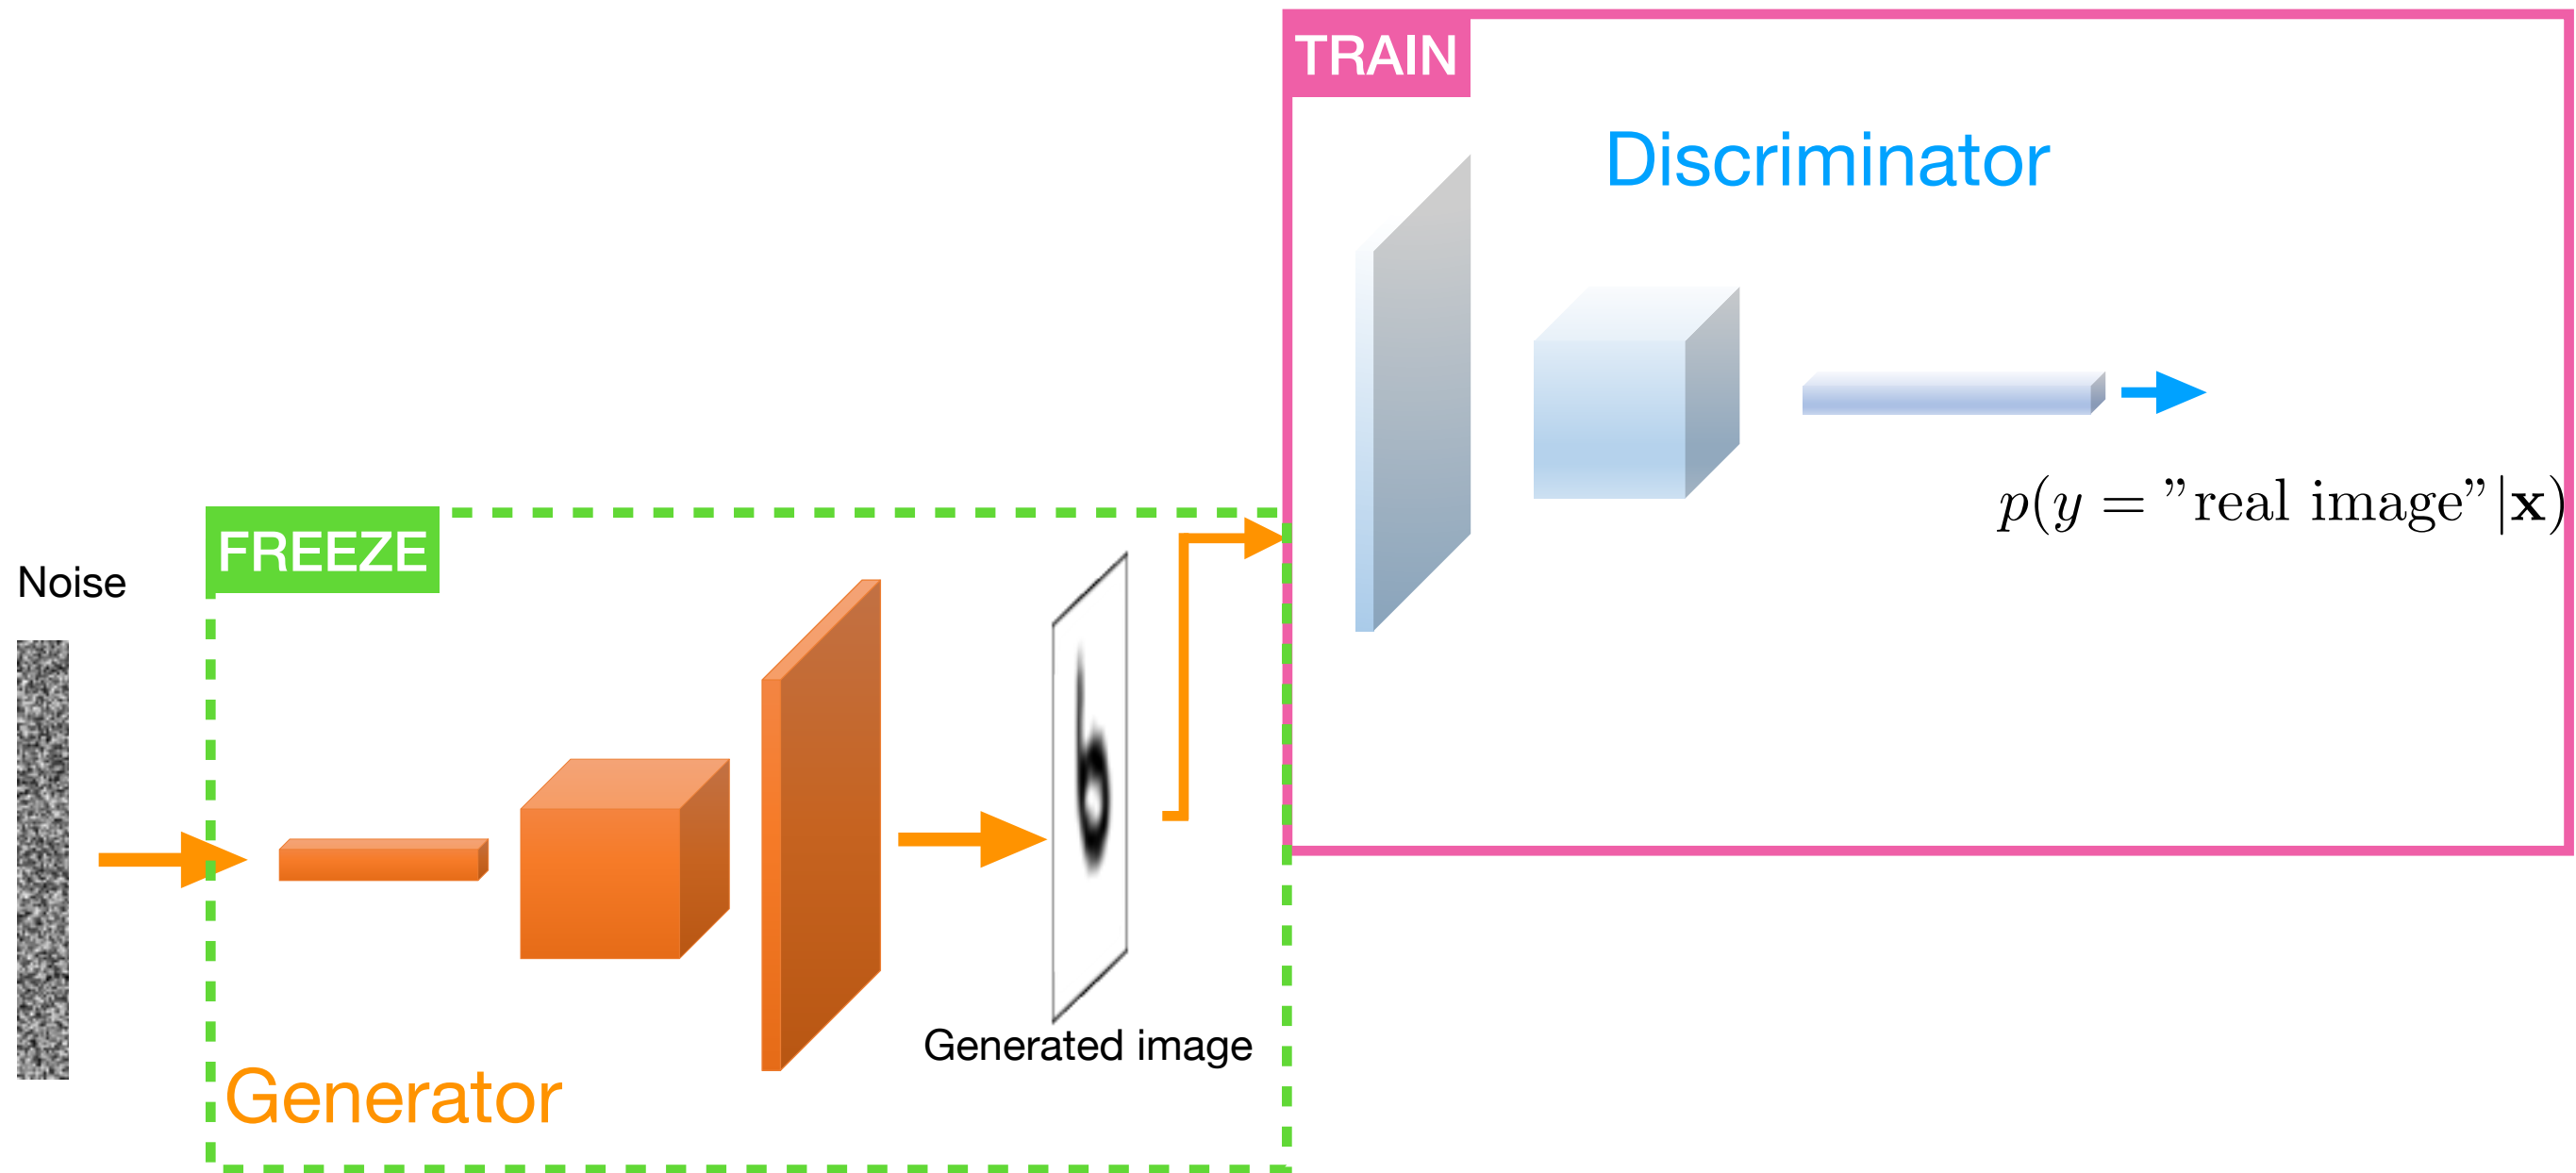 TRAIN
Discriminator
p(y = ”real image”|x)
FREEZE
Noise
Generated image
Generator